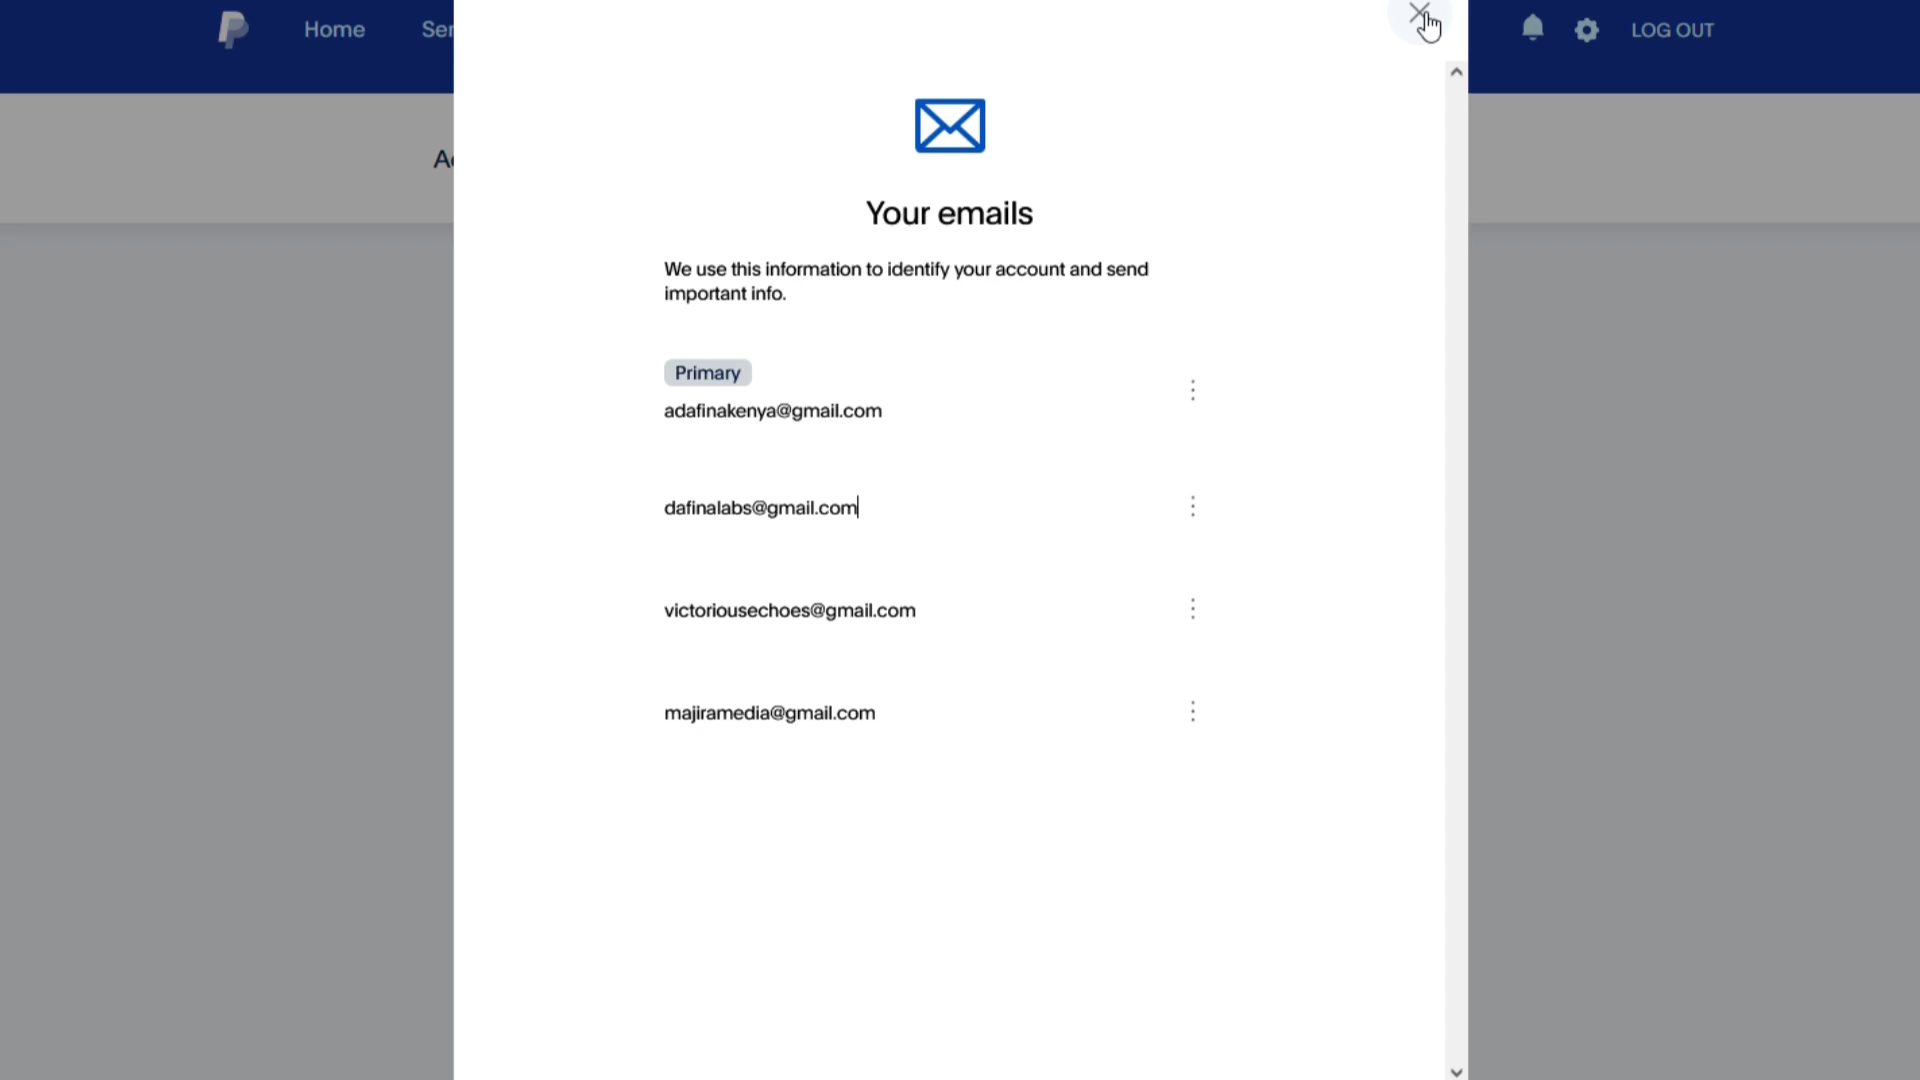 Home
LOG OUT
Your emails
We use this information to identify your account and send
important info.
Primary
adafinakenya@gmail.com
dafinalabs@gmail.com
victoriousechoes@gmail.com
majiramedia@gmail.com